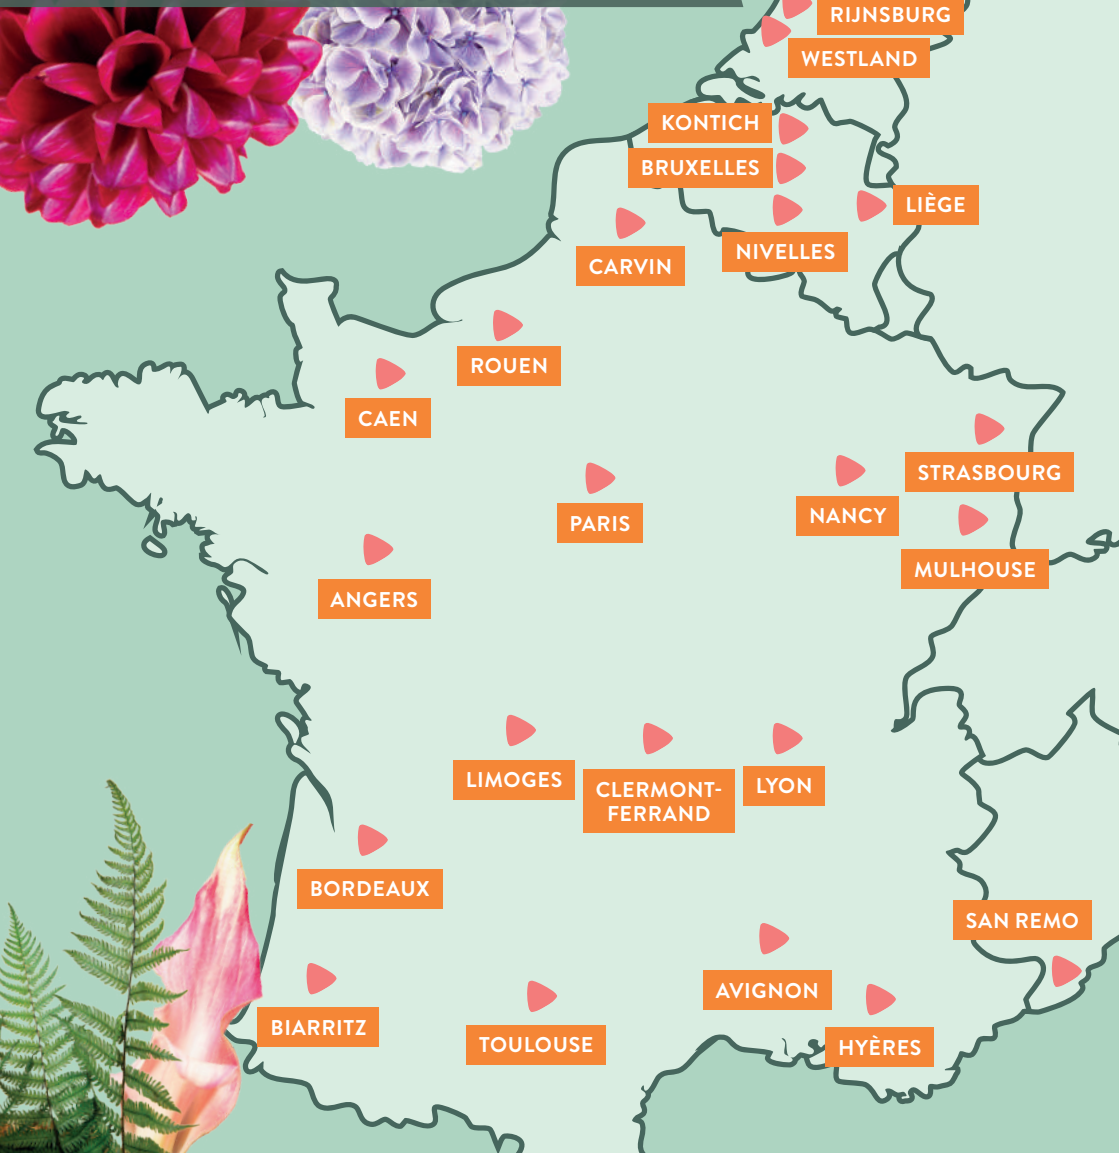 RIJNSBURG
WESTLAND
KONTICH
BRUXELLES
LIÈGE
NIVELLES
CARVIN
ROUEN
CAEN
STRASBOURG
NANCY
PARIS
MULHOUSE
ANGERS
LIMOGES
CLERMONT-
FERRAND
LYON
BORDEAUX
SAN REMO
AVIGNON
BIARRITZ
TOULOUSE
HYÈRES